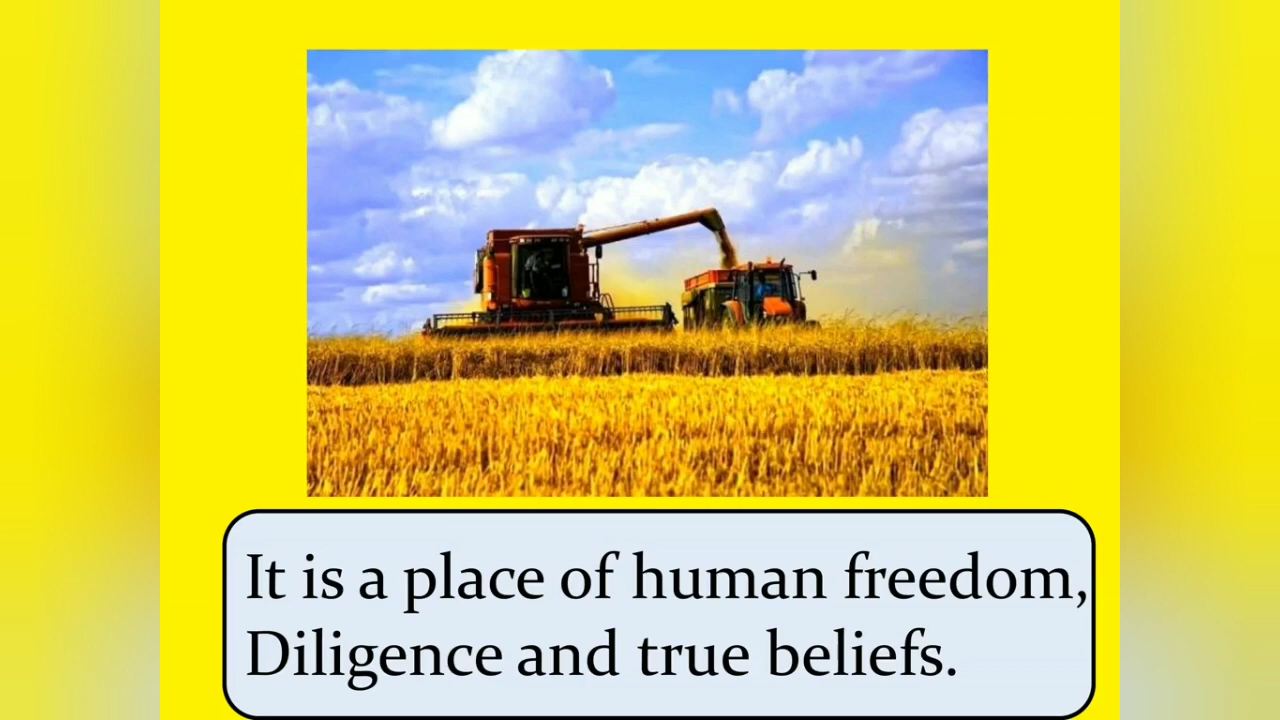 It is a place of human freedom,
Diligence and true beliefs.